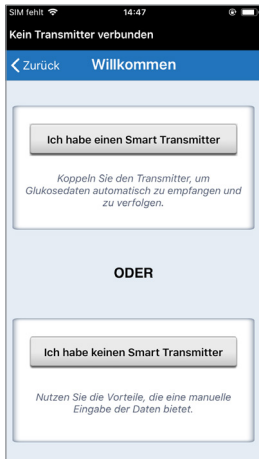 SIM fehlt 14:47
Kein Transmitter verbunden
Zurück Willkommen
Ich habe einen Smart Transmitter
Koppeln Sie den Transmitter, um
Glukosedaten automatisch zu empfangen und
zu verfolgen.
ODER
Ich habe keinen Smart Transmitter
Nutzen Sie die Vorteile, die eine manuelle
Eingabe der Daten bietet.